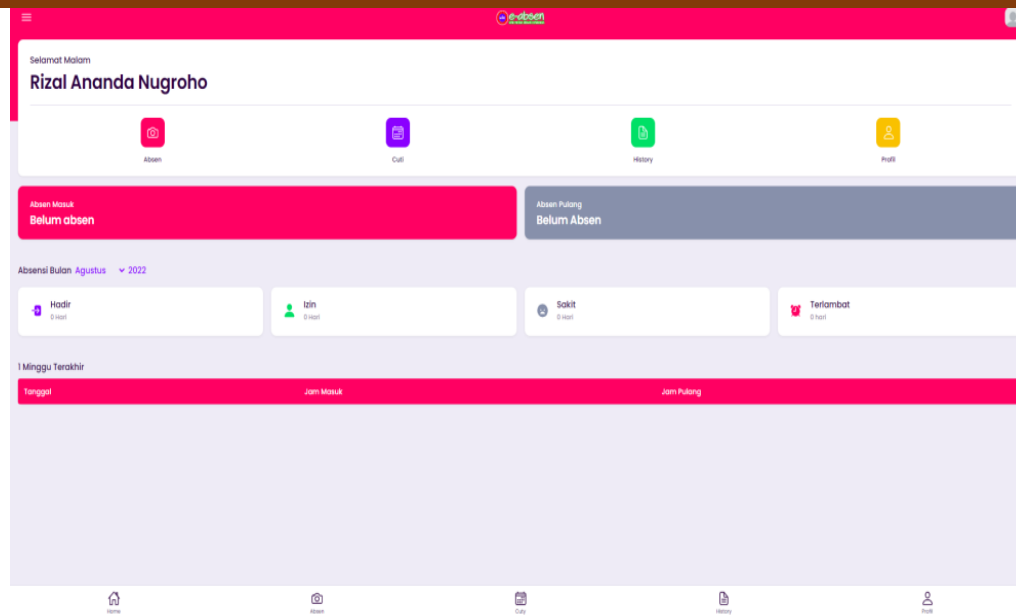 e-absen
Selamat Malam
Rizal Ananda Nugroho
Absen
Cuti
History
Profil
Absen Masuk
Belum absen
Absen Pulang
Belum Absen
Absensi Bulan Agustus 2022
Hadir
0 Hari
Izin
0 Hari
Sakit
0 Hari
Terlambat
0 hari
1 Minggu Terakhir
Tanggal Jam Masuk Jam Pulang
Home
Absen
Cuty
History
Profil